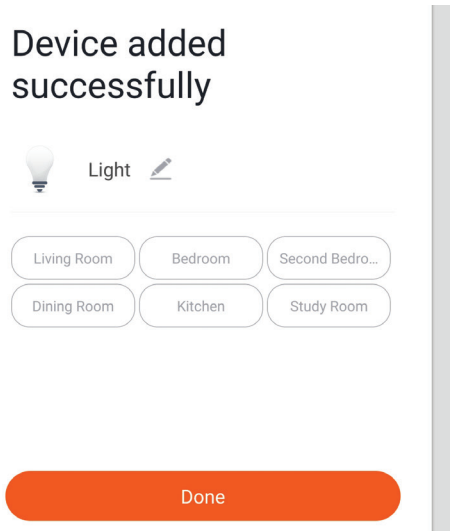 Device added
successfully
Light
Living Room Bedroom Second Bedro...
Dining Room Kitchen Study Room
Done